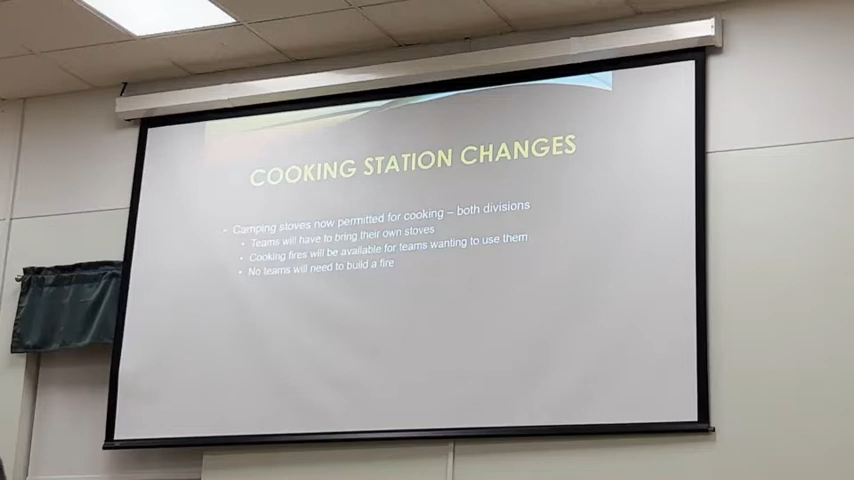 COOKING STATION CHANGES
• Camping stoves now permitted for cooking – both divisions
• Teams will have to bring their own stoves
• Cooking fires will be available for teams wanting to use them
• No teams will need to build a fire